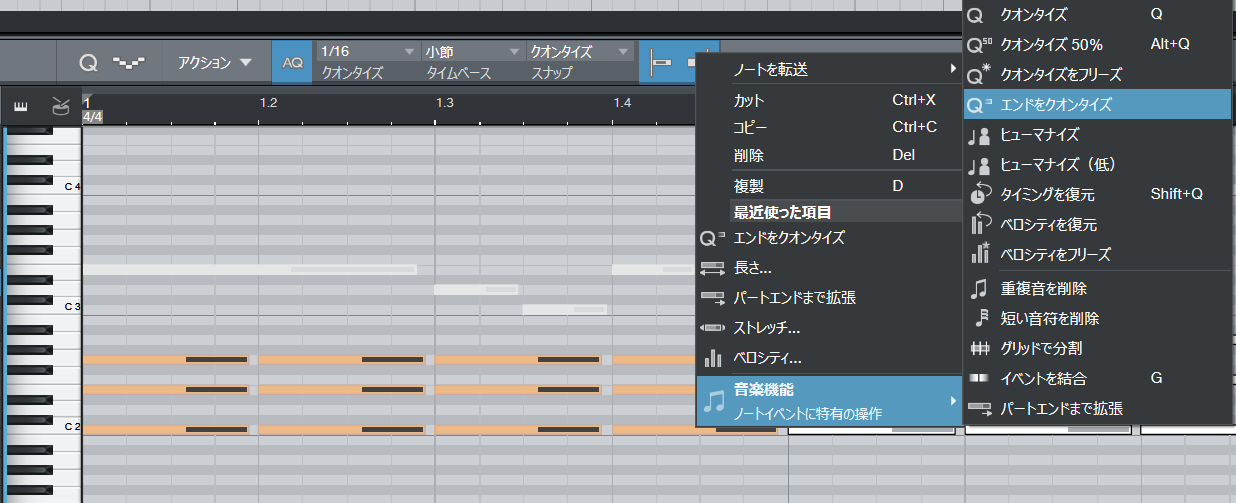 アクション
AQ
1/16
クオンタイズ
小節
タイムベース
クオンタイズ
スナップ
1
1.2
1.3
1.4
4/4
C 4
C 3
C 2
ノートを転送
カット Ctrl+X
コピー Ctrl+C
削除 Del
複製 D
最近使った項目
エンドをクオンタイズ
長さ...
パートエンドまで拡張
ストレッチ...
ベロシティ...
音楽機能
ノートイベントに特有の操作
クオンタイズ Q
クオンタイズ 50% Alt+Q
クオンタイズをフリーズ
エンドをクオンタイズ
ヒューマナイズ
ヒューマナイズ（低）
タイミングを復元 Shift+Q
ベロシティを復元
ベロシティをフリーズ
重複音を削除
短い音符を削除
グリッドで分割
イベントを結合 G
パートエンドまで拡張